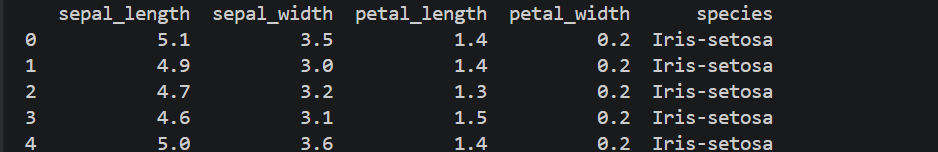 sepal_length sepal_width petal_length petal_width species
0 5.1 3.5 1.4 0.2 Iris-setosa
1 4.9 3.0 1.4 0.2 Iris-setosa
2 4.7 3.2 1.3 0.2 Iris-setosa
3 4.6 3.1 1.5 0.2 Iris-setosa
4 5.0 3.6 1.4 0.2 Iris-setosa